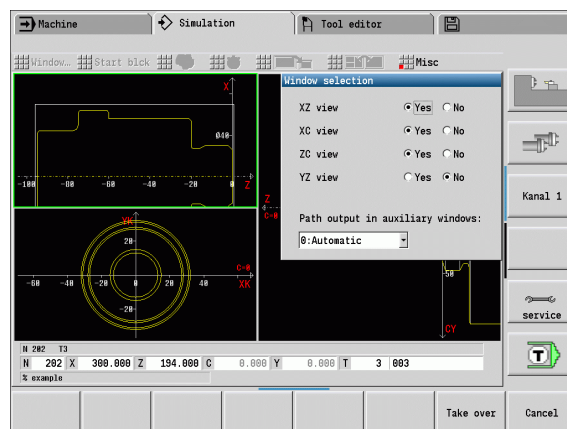 Machine Simulation Tool editor
Window… Start blck Misc
Window selection
XZ view Yes No
XC view Yes No
ZC view Yes No
YZ view Yes No
Path output in auxiliary windows:
0:Automatic
X
Ø40
-100 -80 -60 -40 -20 0 Z
Z
C=0
YK
20
C=0
-60 -40 -20 0 20 40 XK
-20
-50
CY
Kanal 1
service
T
N 202 T3
N 202 X 300.000 Z 194.000 C 0.000 Y 0.000 T 3 003
% example
Take over Cancel